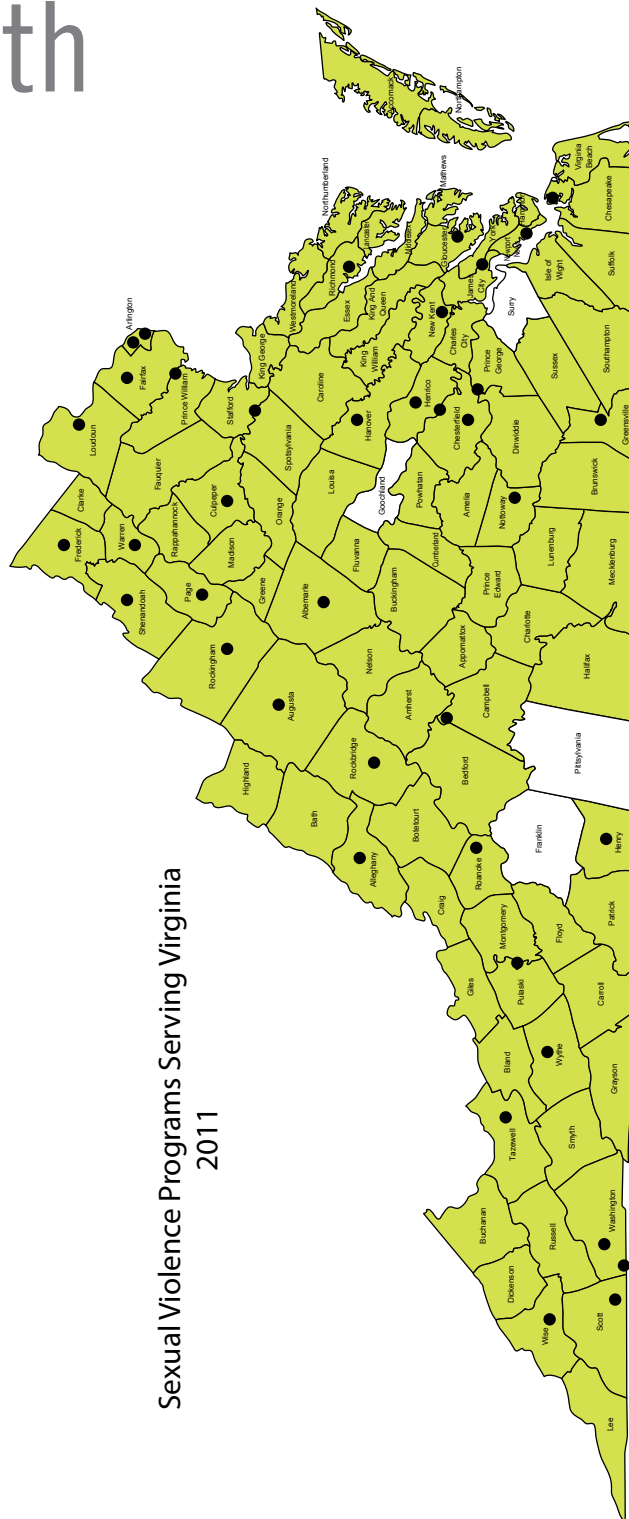 th
Sexual Violence Programs Serving Virginia
2011
Lee
Wise
Scott
Dickenson
Buchanan
Russell
Washington
Tazewell
Smyth
Bland
Wythe
Grayson
Giles
Pulaski
Carroll
Montgomery
Floyd
Patrick
Craig
Roanoke
Franklin
Henry
Alleghany
Botetourt
Bath
Highland
Rockbridge
Bedford
Pittsylvania
Augusta
Amherst
Campbell
Halifax
Rockingham
Nelson
Appomattox
Charlotte
Shenandoah
Page
Greene
Albemarle
Buckingham
Prince
Edward
Lunenburg
Mecklenburg
Frederick
Warren
Rappahannock
Madison
Clarke
Fauquier
Culpeper
Orange
Louisa
Fluvanna
Goochland
Powhatan
Cumberland
Amelia
Nottoway
Brunswick
Loudoun
Fairfax
Arlington
Prince William
Stafford
Spotsylvania
King George
Caroline
Hanover
Henrico
Chesterfield
Dinwiddie
Greensville
Westmoreland
Essex
Richmond
Northumberland
Lancaster
King And
Queen
King
William
New Kent
Charles
City
Prince
George
Sussex
Southampton
Surry
James
City
Gloucester
Mathews
York
Newport
Isle of
Wight
Suffolk
Chesapeake
Virginia
Beach
Northampton